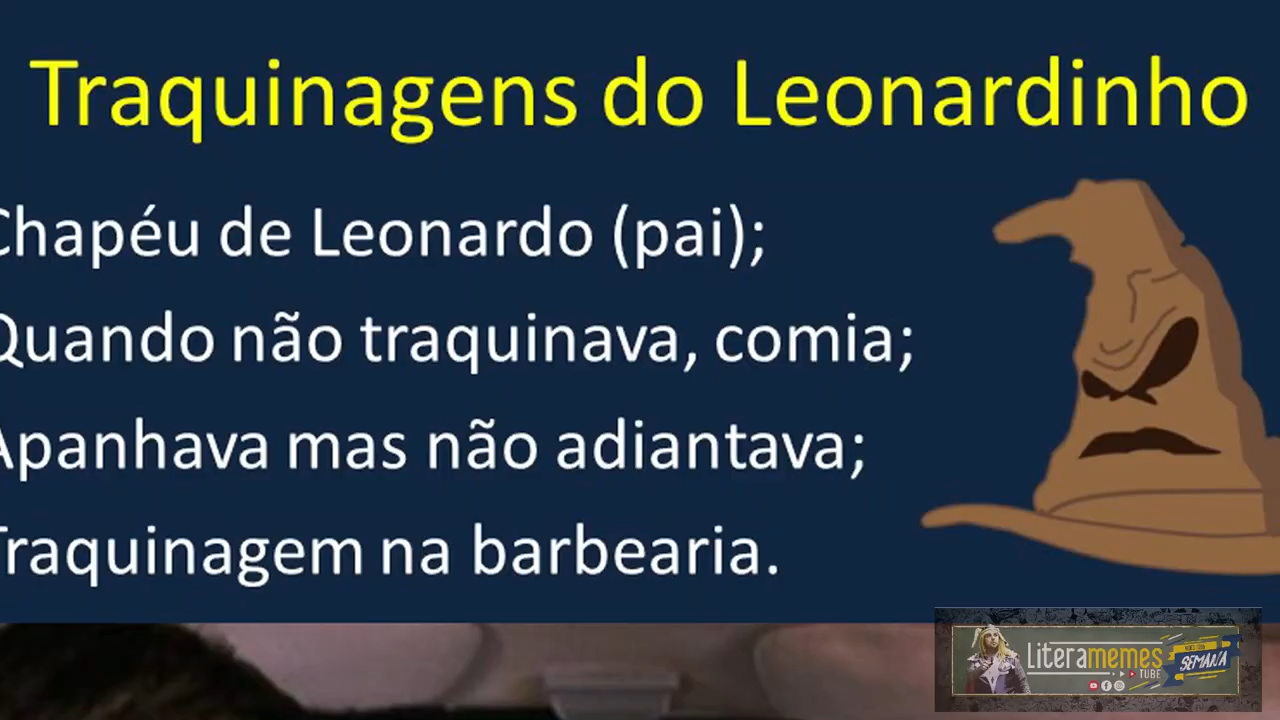 Traquinagens do Leonardinho
Chapéu de Leonardo (pai);
Quando não traquinava, comia;
Apanhava mas não adiantava;
Traquinagem na barbearia.
Literamemes
TUBE
SEMANA